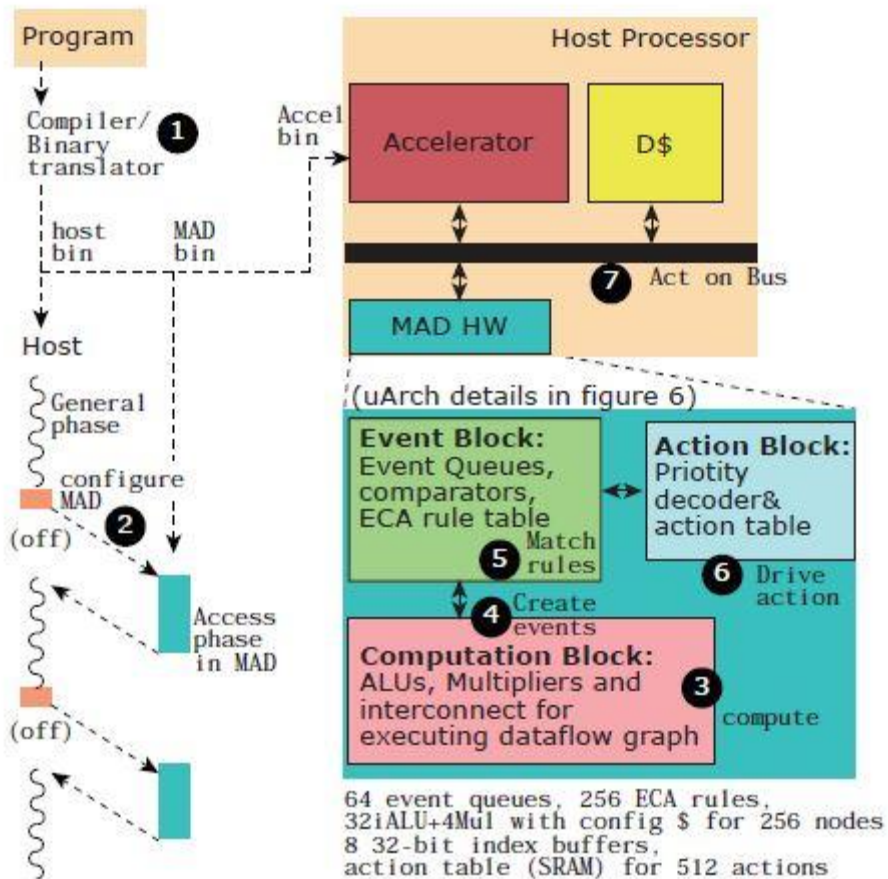 Program
1
Compiler/
Binary
translator
host
bin
MAD
bin
Accel
bin
Host Processor
Accelerator
D$
7
Act on Bus
MAD HW
Host
General
phase
configure
MAD
2
(off)
Access
phase
in MAD
(off)
(uArch details in figure 6)
Event Block:
Event Queues,
comparators,
ECA rule table
5
Match
rules
Action Block:
Priotity
decoder&
action table
6
Drive
action
4
Create
events
Computation Block:
ALUs, Multipliers and
interconnect for
executing dataflow graph
3
compute
64 event queues, 256 ECA rules,
32iALU+4Mul with config $ for 256 nodes
8 32-bit index buffers,
action table (SRAM) for 512 actions